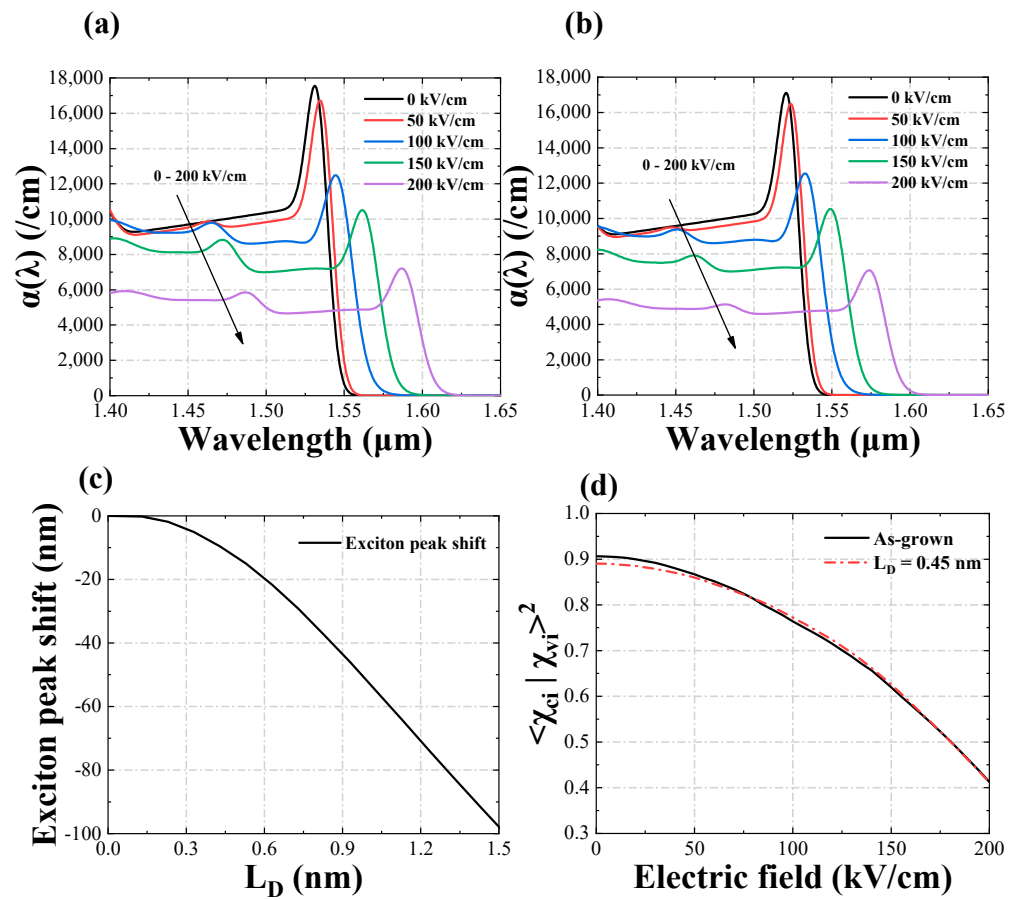 (a)
α(λ) (/cm)
18,000
16,000
14,000
12,000
10,000
8,000
6,000
4,000
2,000
0
0 kV/cm
50 kV/cm
100 kV/cm
150 kV/cm
200 kV/cm
0 - 200 kV/cm
1.40 1.45 1.50 1.55 1.60 1.65
Wavelength (μm)
(b)
α(λ) (/cm)
18,000
16,000
14,000
12,000
10,000
8,000
6,000
4,000
2,000
0
0 kV/cm
50 kV/cm
100 kV/cm
150 kV/cm
200 kV/cm
0 - 200 kV/cm
1.40 1.45 1.50 1.55 1.60 1.65
Wavelength (μm)
(c)
Exciton peak shift (nm)
0
-20
-40
-60
-80
-100
Exciton peak shift
0.0 0.3 0.6 0.9 1.2 1.5
L_D (nm)
(d)
<χ_ci | χ_vi>²
1.0
0.9
0.8
0.7
0.6
0.5
0.4
0.3
As-grown
L_D = 0.45 nm
0 50 100 150 200
Electric field (kV/cm)